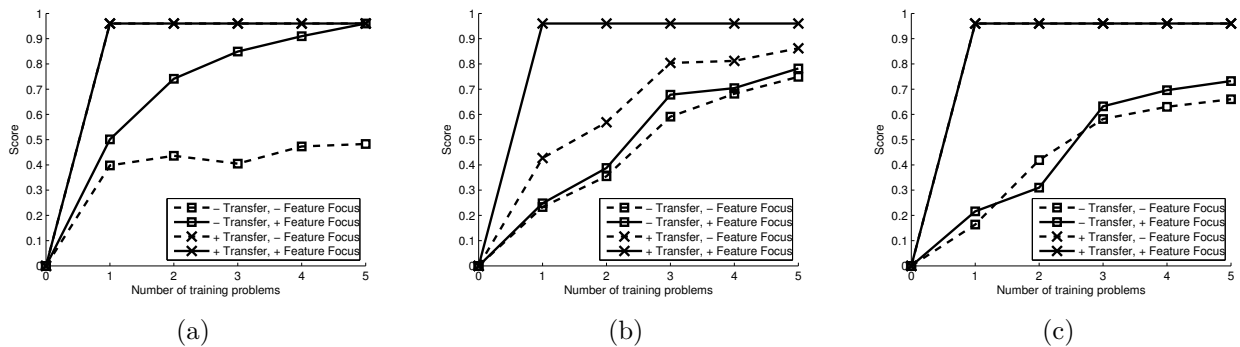 1
0.9
0.8
0.7
0.6
0.5
0.4
0.3
0.2
0.1
0
Score
0 1 2 3 4 5
Number of training problems
– Transfer, – Feature Focus
– Transfer, + Feature Focus
+ Transfer, – Feature Focus
+ Transfer, + Feature Focus
(a)
1
0.9
0.8
0.7
0.6
0.5
0.4
0.3
0.2
0.1
0
Score
0 1 2 3 4 5
Number of training problems
– Transfer, – Feature Focus
– Transfer, + Feature Focus
+ Transfer, – Feature Focus
+ Transfer, + Feature Focus
(b)
1
0.9
0.8
0.7
0.6
0.5
0.4
0.3
0.2
0.1
0
Score
0 1 2 3 4 5
Number of training problems
– Transfer, – Feature Focus
– Transfer, + Feature Focus
+ Transfer, – Feature Focus
+ Transfer, + Feature Focus
(c)